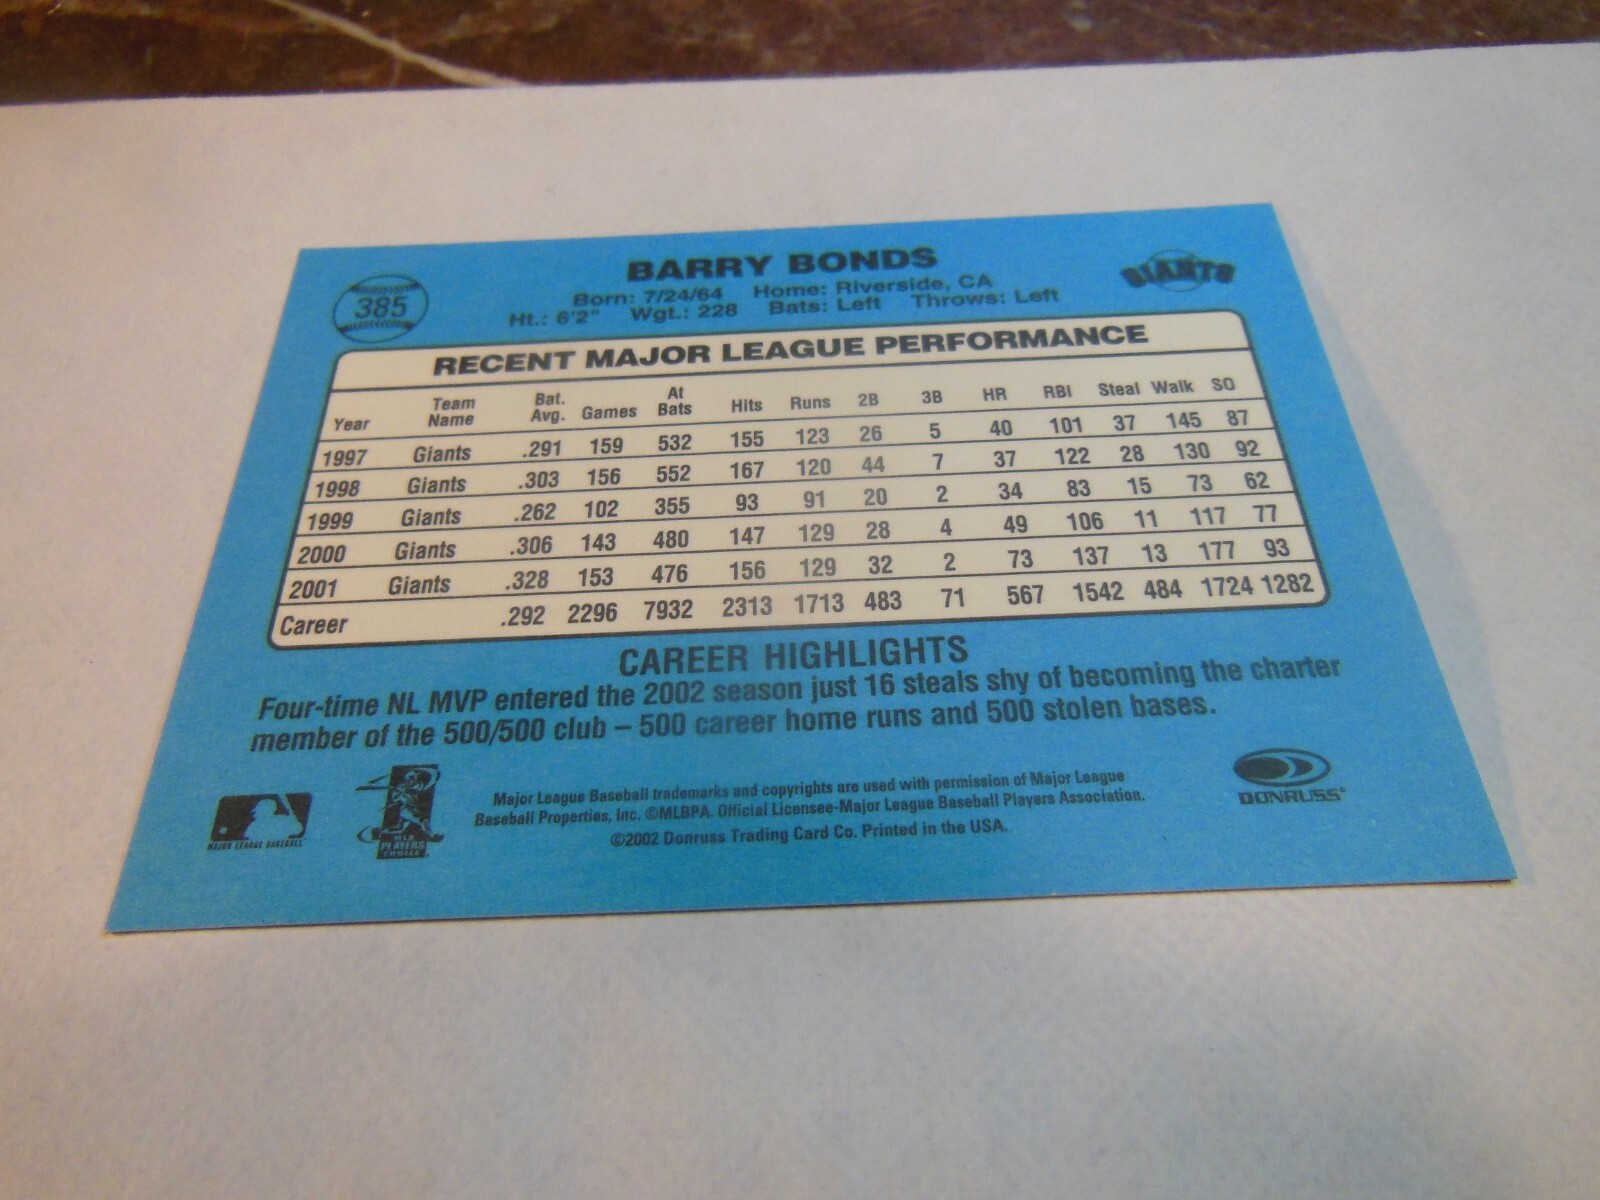 BARRY BONDS
GIANTS
385
Born: 7/24/64 Home: Riverside, CA
Ht.: 6'2" Wgt.: 228 Bats: Left Throws: Left
RECENT MAJOR LEAGUE PERFORMANCE
Year Team Name Bat. Avg. Games At Bats Hits Runs 2B 3B HR RBI Steal Walk SO
1997 Giants .291 159 532 155 123 26 5 40 101 37 145 87
1998 Giants .303 156 552 167 120 44 7 37 122 28 130 92
1999 Giants .262 102 355 93 91 20 2 34 83 15 73 62
2000 Giants .306 143 480 147 129 28 4 49 106 11 117 77
2001 Giants .328 153 476 156 129 32 2 73 137 13 177 93
Career .292 2296 7932 2313 1713 483 71 567 1542 484 1724 1282
CAREER HIGHLIGHTS
Four-time NL MVP entered the 2002 season just 16 steals shy of becoming the charter
member of the 500/500 club – 500 career home runs and 500 stolen bases.
MAJOR LEAGUE BASEBALL
MLB
PLAYERS
CHOICE
Major League Baseball trademarks and copyrights are used with permission of Major League
Baseball Properties, Inc. ©MLBPA. Official Licensee-Major League Baseball Players Association.
©2002 Donruss Trading Card Co. Printed in the USA.
DONRUSS